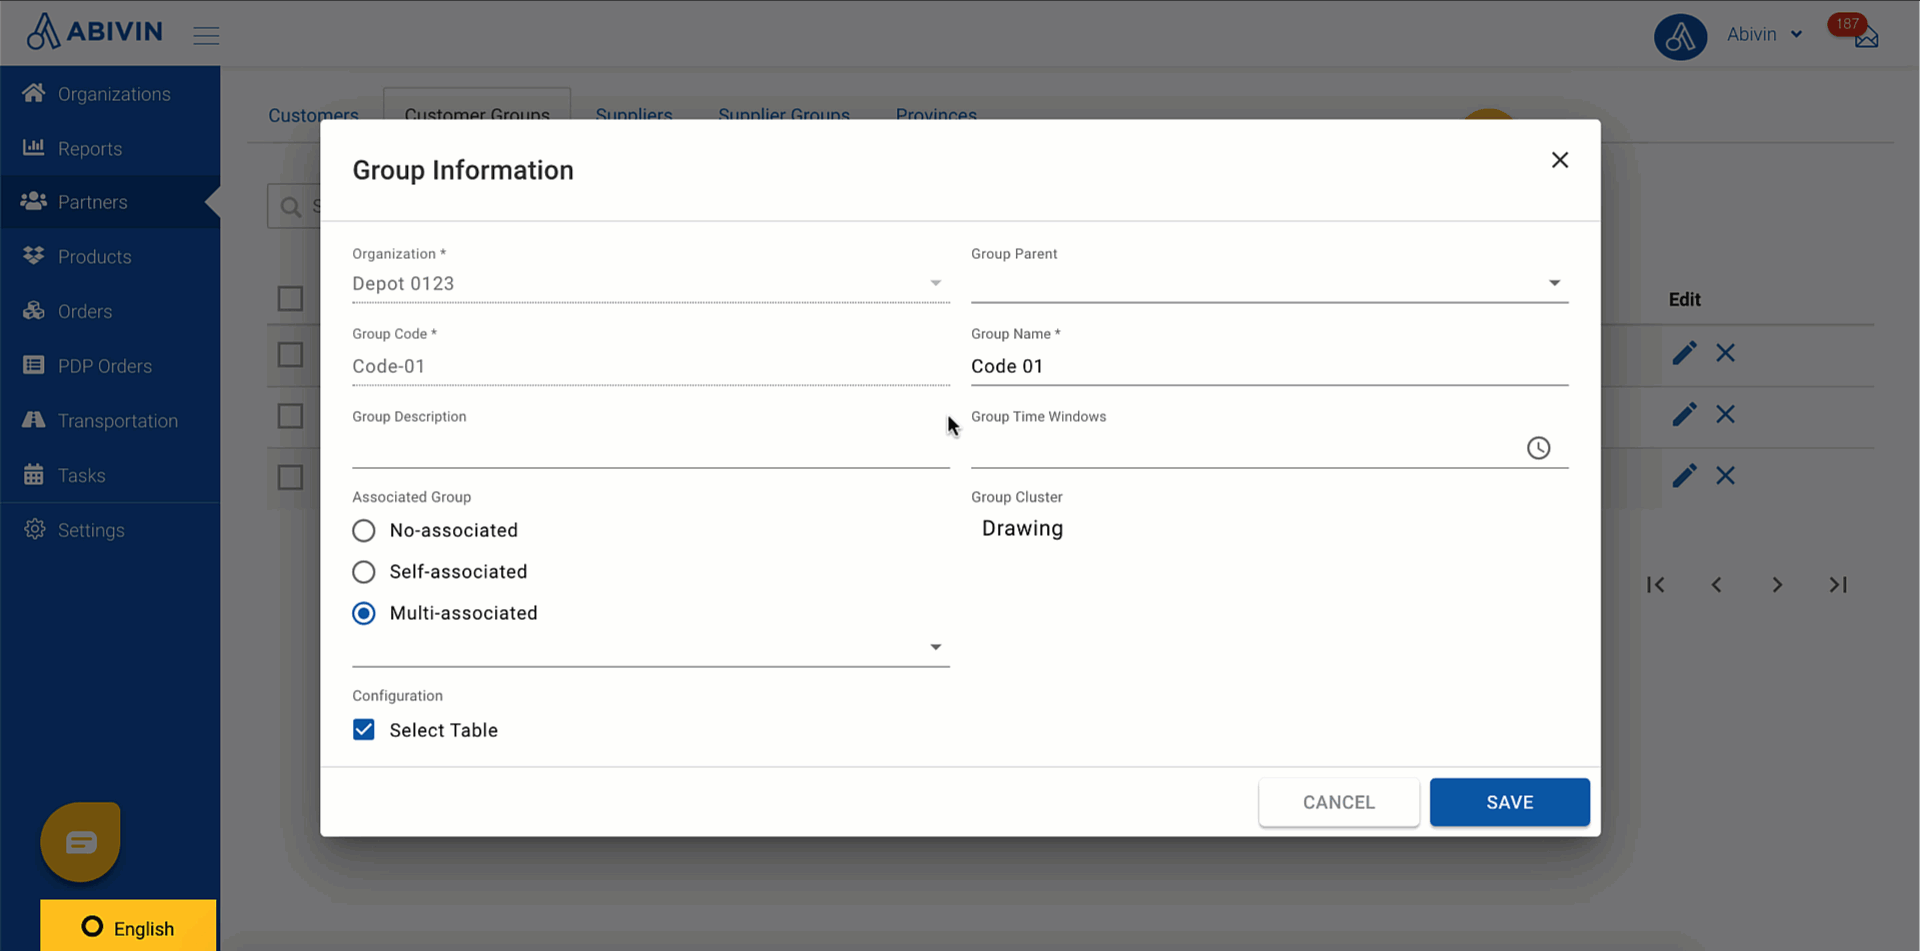 ABIVIN
Abivin
187
Organizations
Reports
Partners
Products
Orders
PDP Orders
Transportation
Tasks
Settings
English
Customers
Customer Groups
Suppliers
Supplier Groups
Provinces
S
Edit
Group Information
Organization *
Depot 0123
Group Parent
Group Code *
Code-01
Group Name *
Code 01
Group Description
Group Time Windows
Associated Group
No-associated
Self-associated
Multi-associated
Group Cluster
Drawing
Configuration
Select Table
CANCEL
SAVE